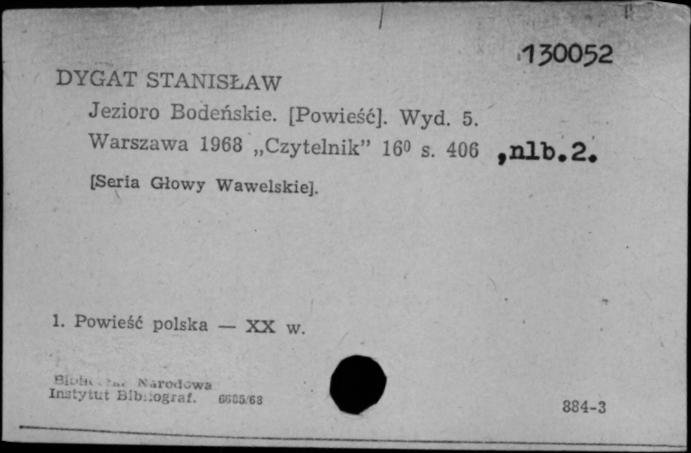 130052
DYGAT STANISŁAW
Jezioro Bodeńskie. [Powieść]. Wyd. 5.
Warszawa 1968 „Czytelnik” 16⁰ s. 406 ,nlb.2.
[Seria Głowy Wawelskie].
1. Powieść polska — XX w.
Narodowa
Instytut Bibliograf. 6605/68
884-3